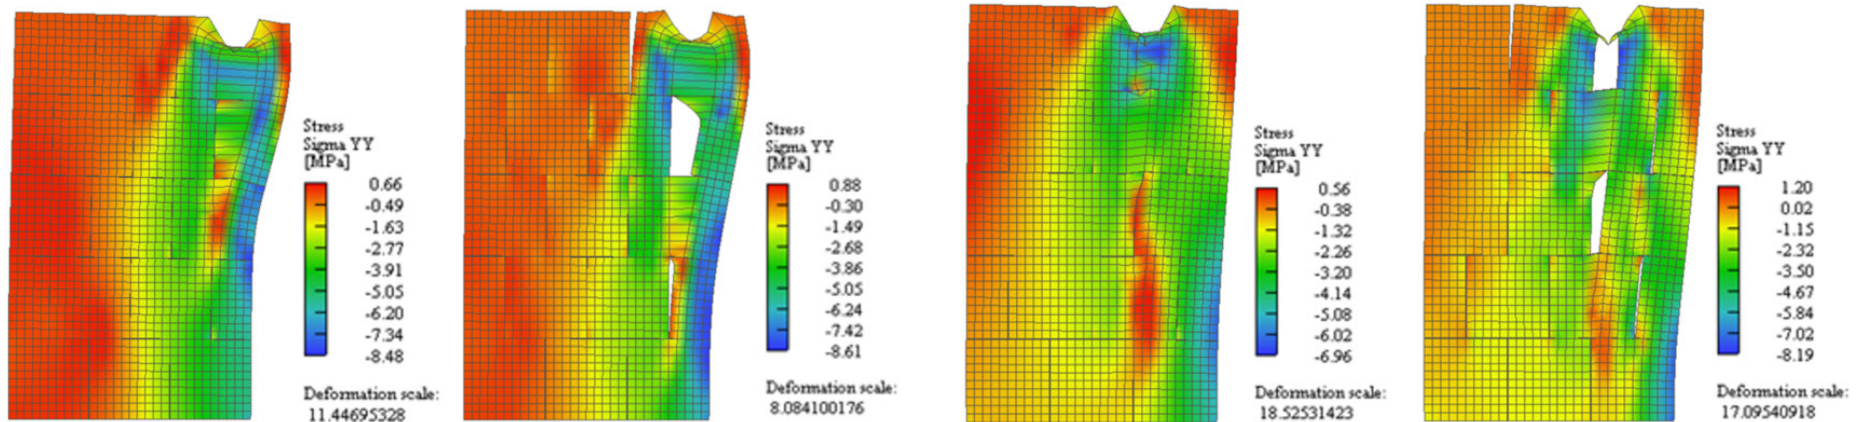 Stress
Sigma YY
[MPa]
0.66
-0.49
-1.63
-2.77
-3.91
-5.05
-6.20
-7.34
-8.48
Deformation scale:
11.44695328
Stress
Sigma YY
[MPa]
0.88
-0.30
-1.49
-2.68
-3.86
-5.05
-6.24
-7.42
-8.61
Deformation scale:
8.084100176
Stress
Sigma YY
[MPa]
0.56
-0.38
-1.32
-2.26
-3.20
-4.14
-5.08
-6.02
-6.96
Deformation scale:
18.52531423
Stress
Sigma YY
[MPa]
1.20
0.02
-1.15
-2.32
-3.50
-4.67
-5.84
-7.02
-8.19
Deformation scale:
17.09540918